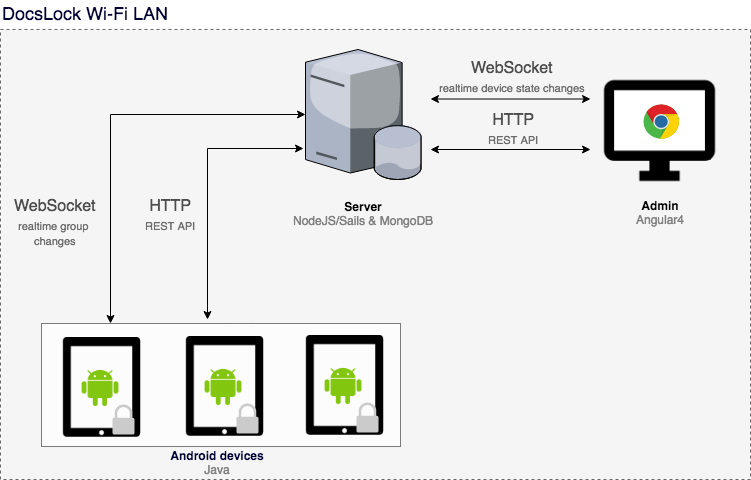 DocsLock Wi-Fi LAN
WebSocket
realtime device state changes
HTTP
REST API
WebSocket
realtime group
changes
HTTP
REST API
Server
NodeJS/Sails & MongoDB
Admin
Angular4
Android devices
Java